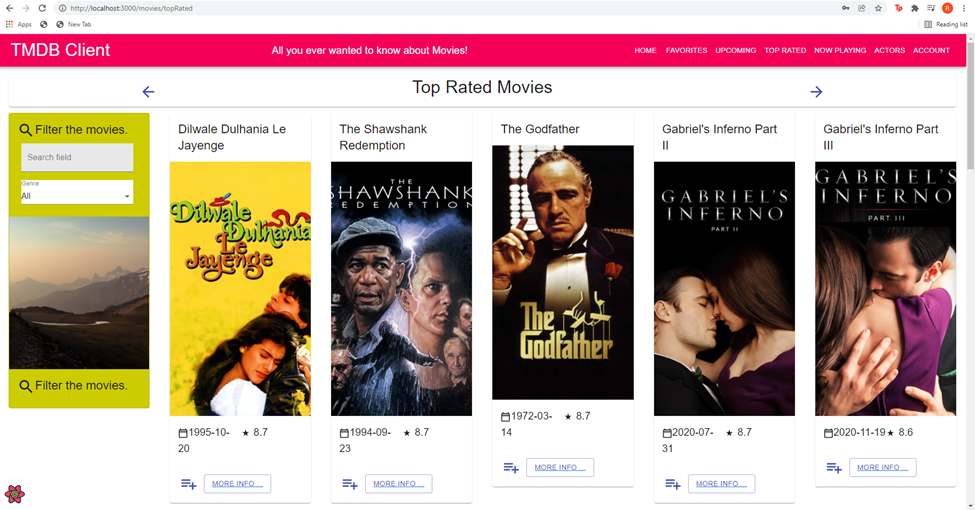 http://localhost:3000/movies/topRated
Apps
New Tab
Reading list
TMDB Client
All you ever wanted to know about Movies!
HOME FAVORITES UPCOMING TOP RATED NOW PLAYING ACTORS ACCOUNT
Top Rated Movies
Filter the movies.
Search field
Genre
All
Filter the movies.
Dilwale Dulhania Le
Jayenge
Dilwale
Dulhania
Le
Jayenge
1995-10-
20
8.7
MORE INFO ...
The Shawshank
Redemption
THE
SHAWSHANK
REDEMPTION
1994-09-
23
8.7
MORE INFO ...
The Godfather
The
Godfather
1972-03-
14
8.7
MORE INFO ...
Gabriel's Inferno Part
II
GABRIEL'S
INFERNO
PART II
2020-07-
31
8.7
MORE INFO ...
Gabriel's Inferno Part
III
GABRIEL'S
INFERNO
PART III
2020-11-19
8.6
MORE INFO ...